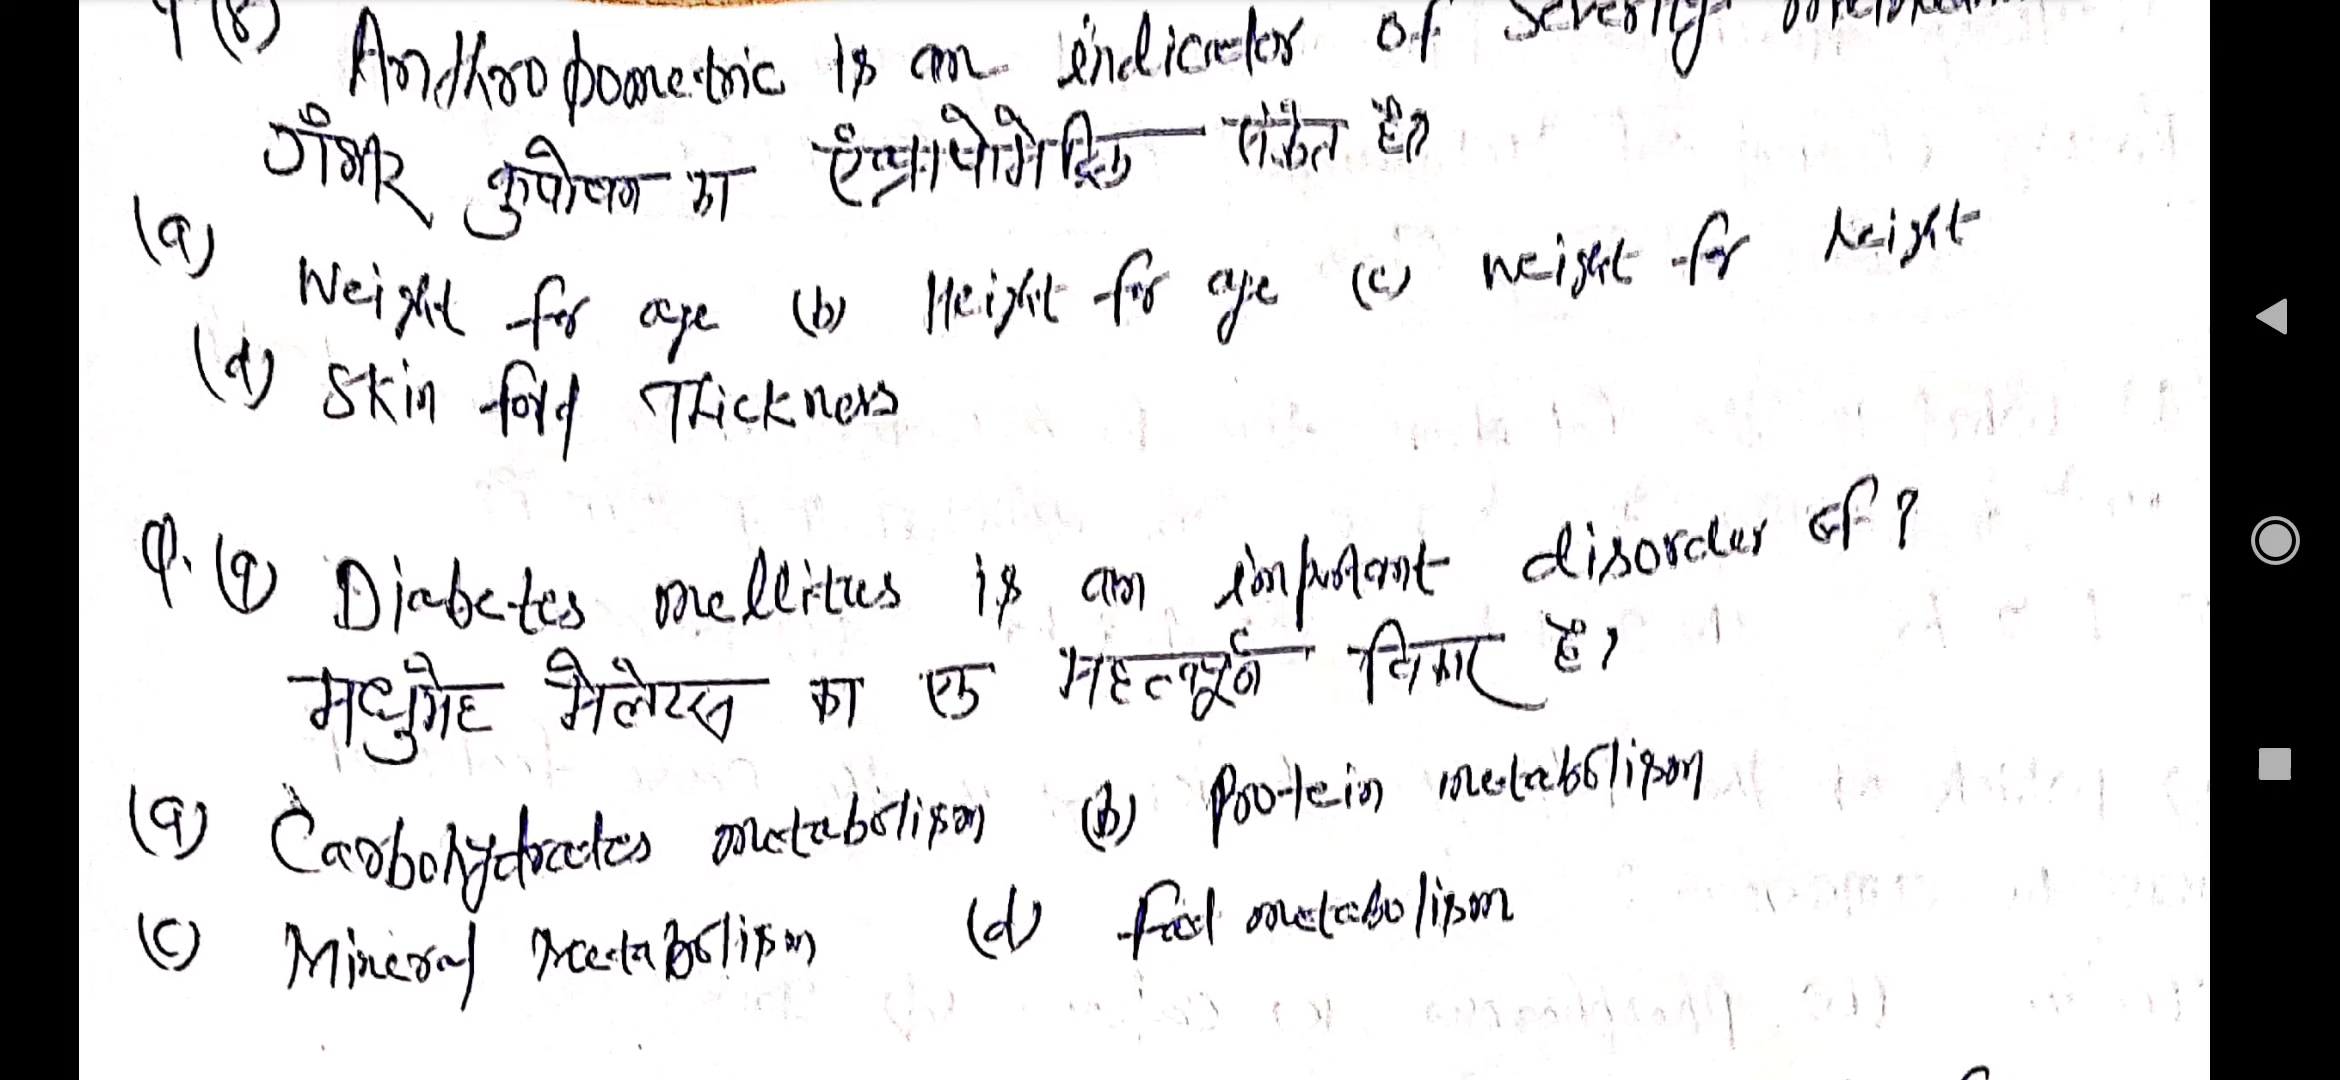 (8) Anthropometric is an indicator of severity
गंभीर कुपोषण का एंथ्रापोमेट्रिक संकेत है?
(a) Weight for age (b) Height for age (c) weight for height
(d) Skin fold Thickness
Q. (9) Diabetes mellitus is an important disorder of?
मधुमेह मेलेटस का एक महत्वपूर्ण विकार है?
(a) Carbohydrates metabolism (b) Protein metabolism
(c) Mineral MetaBolism (d) fat metabolism